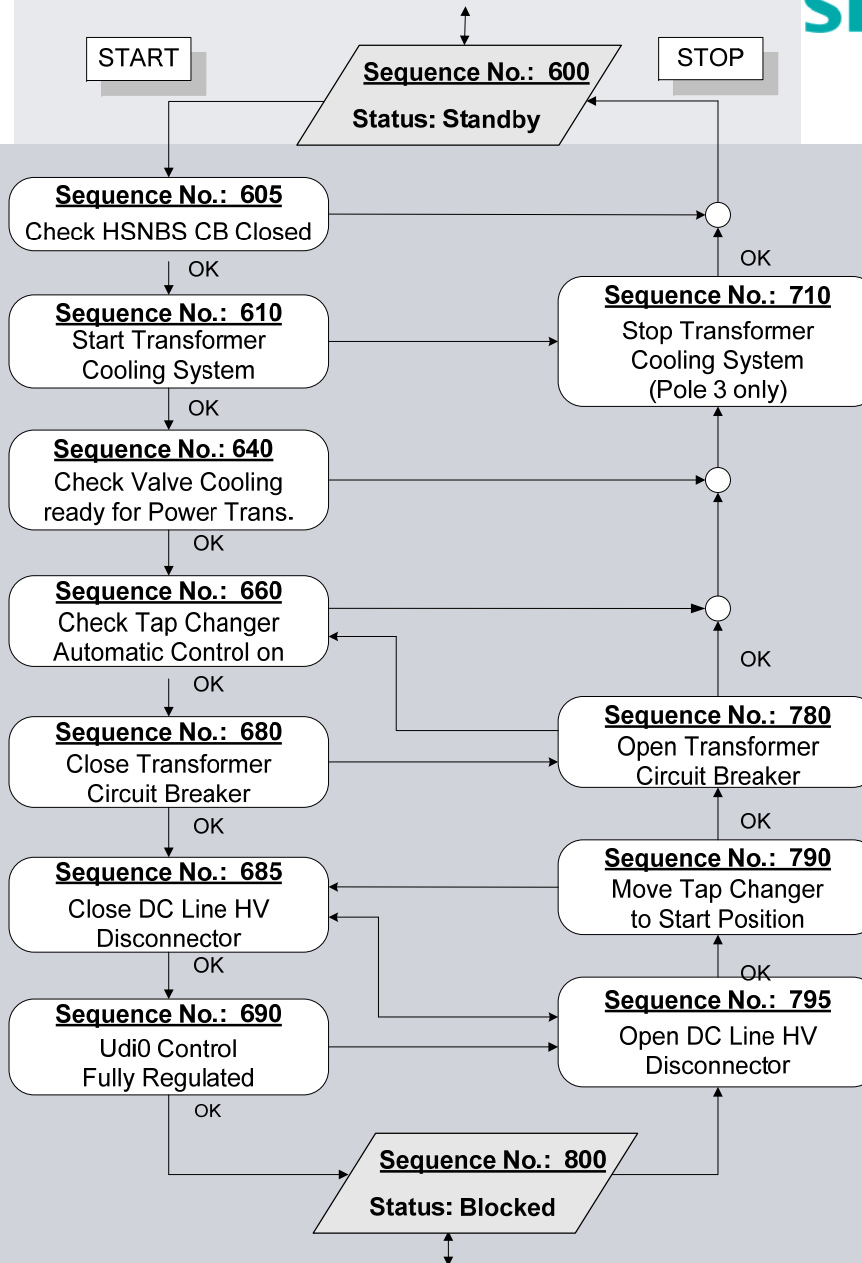 START
Sequence No.: 600
Status: Standby
STOP
Sequence No.: 605
Check HSNBS CB Closed
OK
Sequence No.: 610
Start Transformer
Cooling System
OK
Sequence No.: 640
Check Valve Cooling
ready for Power Trans.
OK
Sequence No.: 660
Check Tap Changer
Automatic Control on
OK
Sequence No.: 680
Close Transformer
Circuit Breaker
OK
Sequence No.: 685
Close DC Line HV
Disconnector
OK
Sequence No.: 690
Udi0 Control
Fully Regulated
OK
Sequence No.: 800
Status: Blocked
OK
Sequence No.: 710
Stop Transformer
Cooling System
(Pole 3 only)
OK
Sequence No.: 780
Open Transformer
Circuit Breaker
OK
Sequence No.: 790
Move Tap Changer
to Start Position
OK
Sequence No.: 795
Open DC Line HV
Disconnector